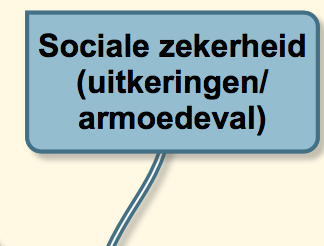 Sociale zekerheid
(uitkeringen/
armoedeval)